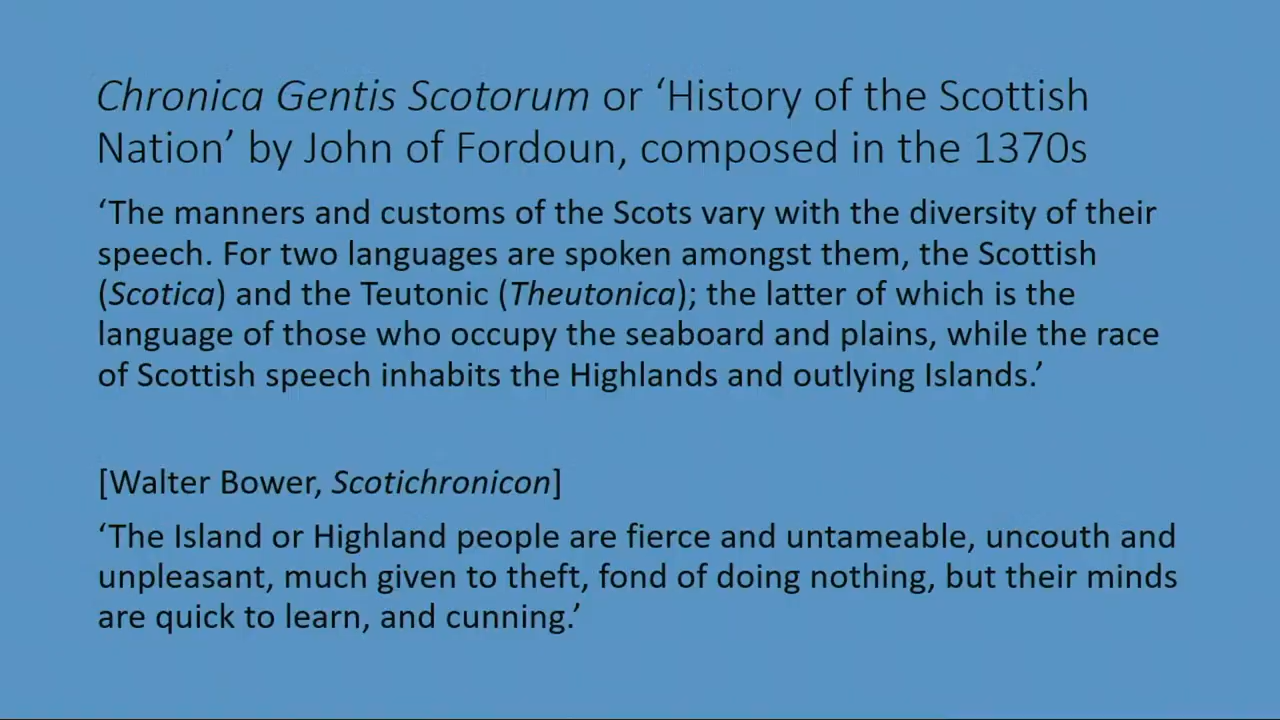 Chronica Gentis Scotorum or ‘History of the Scottish
Nation’ by John of Fordoun, composed in the 1370s
‘The manners and customs of the Scots vary with the diversity of their
speech. For two languages are spoken amongst them, the Scottish
(Scotica) and the Teutonic (Theutonica); the latter of which is the
language of those who occupy the seaboard and plains, while the race
of Scottish speech inhabits the Highlands and outlying Islands.’
[Walter Bower, Scotichronicon]
‘The Island or Highland people are fierce and untameable, uncouth and
unpleasant, much given to theft, fond of doing nothing, but their minds
are quick to learn, and cunning.’